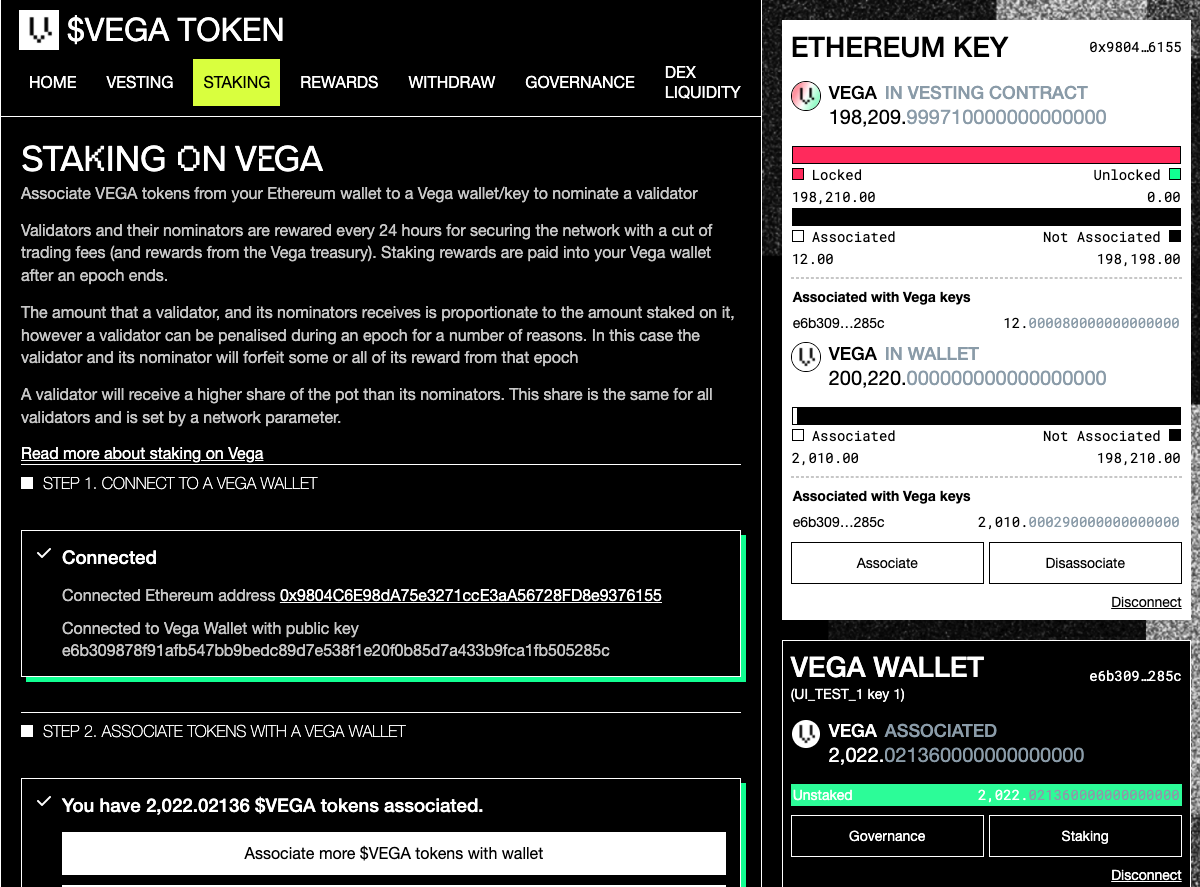 $VEGA TOKEN
HOME VESTING STAKING REWARDS WITHDRAW GOVERNANCE DEX LIQUIDITY
STAKING ON VEGA
Associate VEGA tokens from your Ethereum wallet to a Vega wallet/key to nominate a validator
Validators and their nominators are rewared every 24 hours for securing the network with a cut of
trading fees (and rewards from the Vega treasury). Staking rewards are paid into your Vega wallet
after an epoch ends.
The amount that a validator, and its nominators receives is proportionate to the amount staked on it,
however a validator can be penalised during an epoch for a number of reasons. In this case the
validator and its nominator will forfeit some or all of its reward from that epoch
A validator will receive a higher share of the pot than its nominators. This share is the same for all
validators and is set by a network parameter.
Read more about staking on Vega
STEP 1. CONNECT TO A VEGA WALLET
Connected
Connected Ethereum address 0x9804C6E98dA75e3271ccE3aA56728FD8e9376155
Connected to Vega Wallet with public key
e6b309878f91afb547bb9bedc89d7e538f1e20f0b85d7a433b9fca1fb505285c
STEP 2. ASSOCIATE TOKENS WITH A VEGA WALLET
You have 2,022.02136 $VEGA tokens associated.
Associate more $VEGA tokens with wallet
ETHEREUM KEY 0x9804…6155
VEGA IN VESTING CONTRACT
198,209.999710000000000000
Locked Unlocked
198,210.00 0.00
Associated Not Associated
12.00 198,198.00
Associated with Vega keys
e6b309…285c 12.000080000000000000
VEGA IN WALLET
200,220.000000000000000000
Associated Not Associated
2,010.00 198,210.00
Associated with Vega keys
e6b309…285c 2,010.000290000000000000
Associate Disassociate
Disconnect
VEGA WALLET e6b309…285c
(UI_TEST_1 key 1)
VEGA ASSOCIATED
2,022.021360000000000000
Unstaked 2,022.021360000000000000
Governance Staking
Disconnect